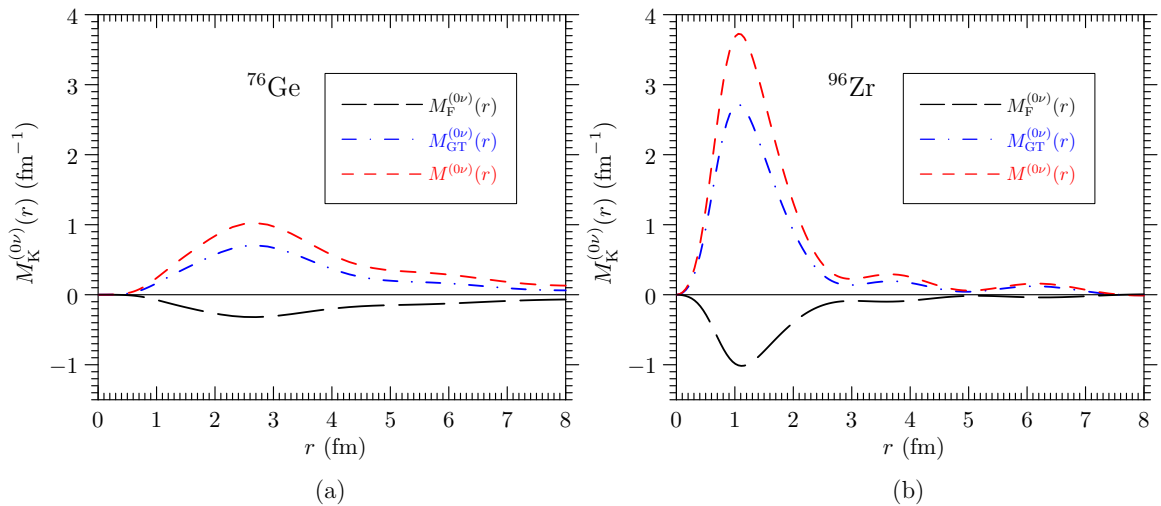 4
3
2
1
0
−1
0 1 2 3 4 5 6 7 8
M_K^(0ν)(r) (fm⁻¹)
r (fm)
⁷⁶Ge
M_F^(0ν)(r)
M_GT^(0ν)(r)
M^(0ν)(r)
(a)
4
3
2
1
0
−1
0 1 2 3 4 5 6 7 8
M_K^(0ν)(r) (fm⁻¹)
r (fm)
⁹⁶Zr
M_F^(0ν)(r)
M_GT^(0ν)(r)
M^(0ν)(r)
(b)